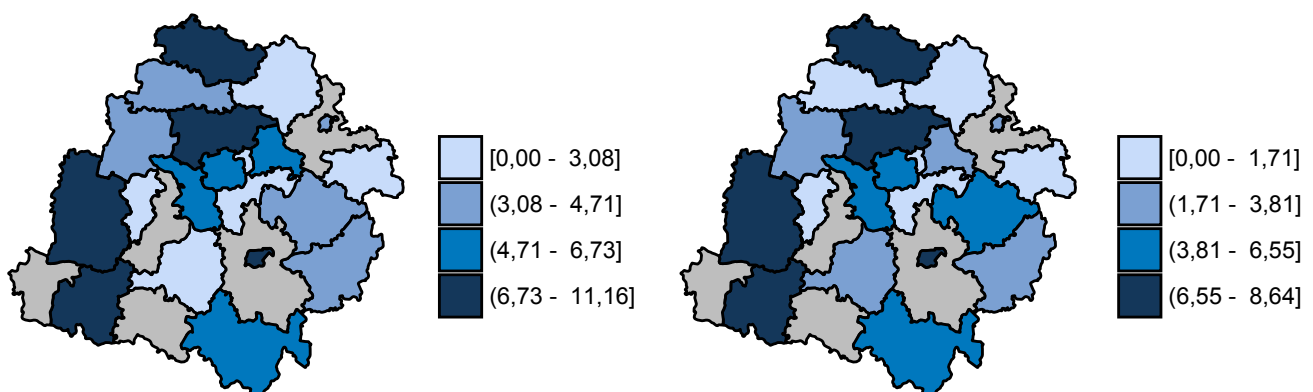 [0,00 - 3,08]
(3,08 - 4,71]
(4,71 - 6,73]
(6,73 - 11,16]
[0,00 - 1,71]
(1,71 - 3,81]
(3,81 - 6,55]
(6,55 - 8,64]